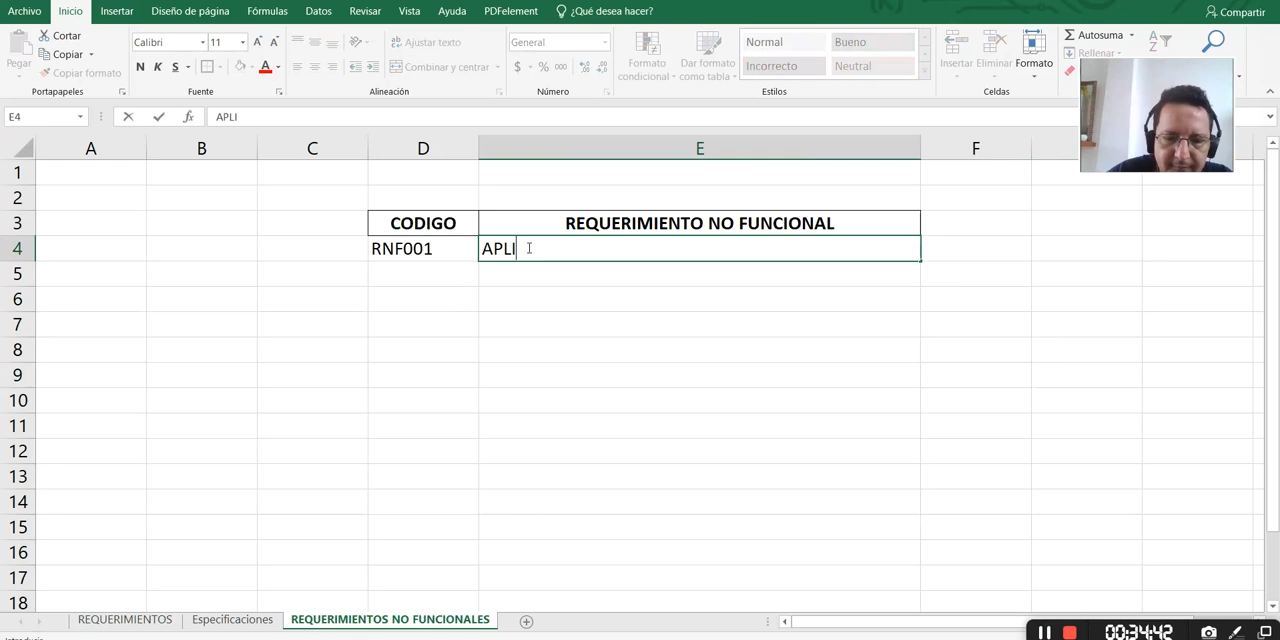 Archivo Inicio Insertar Diseño de página Fórmulas Datos Revisar Vista Ayuda PDFelement ¿Qué desea hacer? Compartir
Pegar
Cortar
Copiar
Copiar formato
Portapapeles
Calibri 11 A A
N K S A
Fuente
Ajustar texto
Combinar y centrar
Alineación
General
$ % 000
Número
Formato condicional
Dar formato como tabla
Normal Bueno
Incorrecto Neutral
Estilos
Insertar Eliminar Formato
Celdas
Autosuma
Rellenar
E4 fx APLI
A B C D E F
1
2
3 CODIGO REQUERIMIENTO NO FUNCIONAL
4 RNF001 APLI
5
6
7
8
9
10
11
12
13
14
15
16
17
18
REQUERIMIENTOS Especificaciones REQUERIMIENTOS NO FUNCIONALES
00:34:42